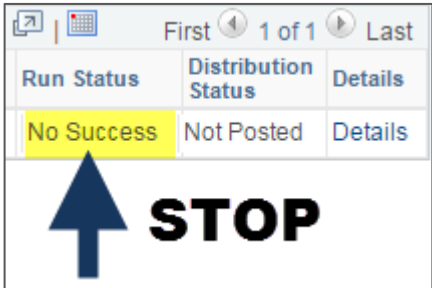 First 1 of 1 Last
Run Status Distribution Status Details
No Success Not Posted Details
STOP